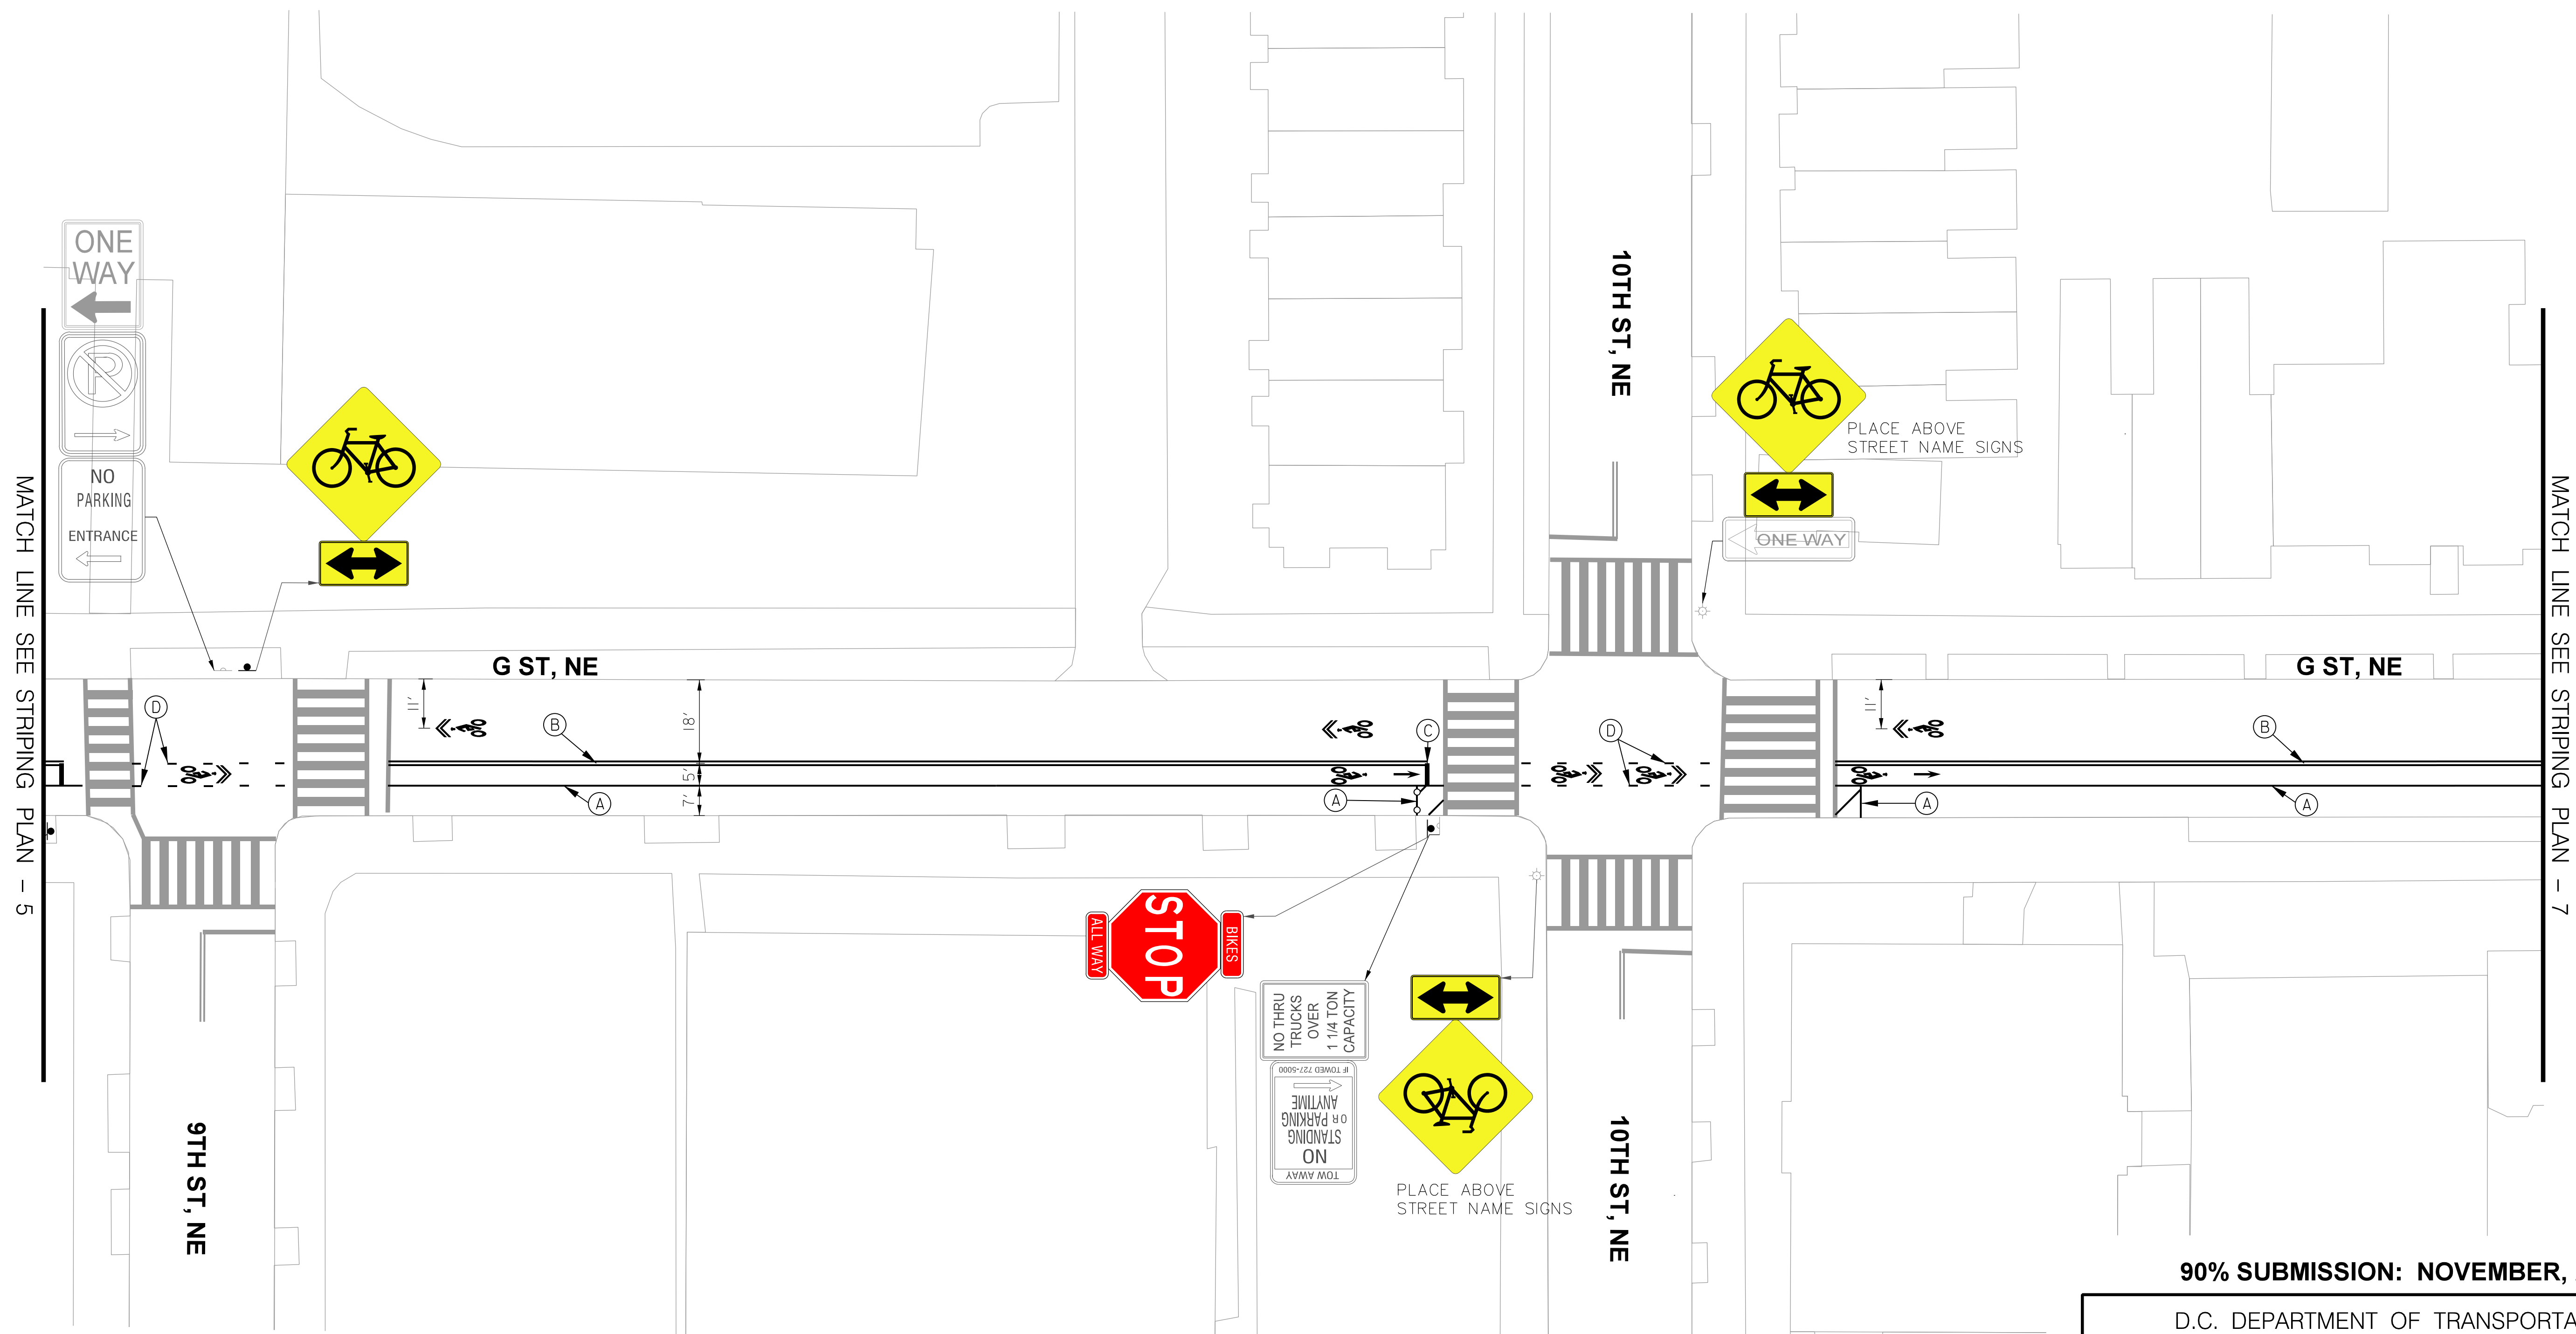 ONE
WAY
P
NO
PARKING
ENTRANCE
MATCH LINE SEE STRIPING PLAN - 5
10TH ST, NE
PLACE ABOVE
STREET NAME SIGNS
ONE WAY
MATCH LINE SEE STRIPING PLAN - 7
G ST, NE
G ST, NE
D
11'
B
18'
5'
7'
A
C
A
D
11'
B
A
A
STOP
ALL WAY
BIKES
NO THRU
TRUCKS
OVER
1 1/4 TON
CAPACITY
TOW AWAY
NO
STANDING
OR PARKING
ANYTIME
IF TOWED 727-5000
PLACE ABOVE
STREET NAME SIGNS
9TH ST, NE
10TH ST, NE
90% SUBMISSION: NOVEMBER,
D.C. DEPARTMENT OF TRANSPORTA